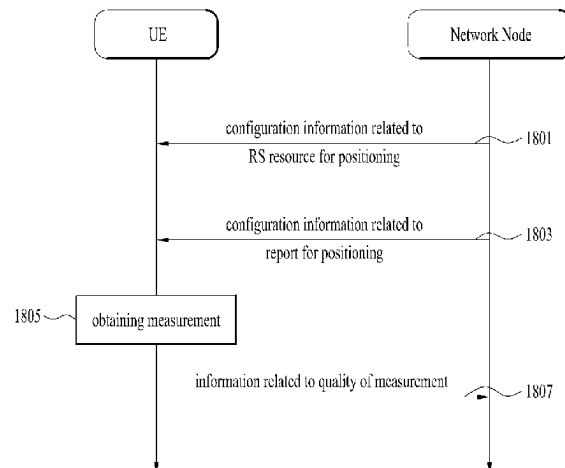 UE
Network Node
configuration information related to
1801
RS resource for positioning
configuration information related to
1803
report for positioning
1805
obtaining measurement
information related to quality of measurement
1807